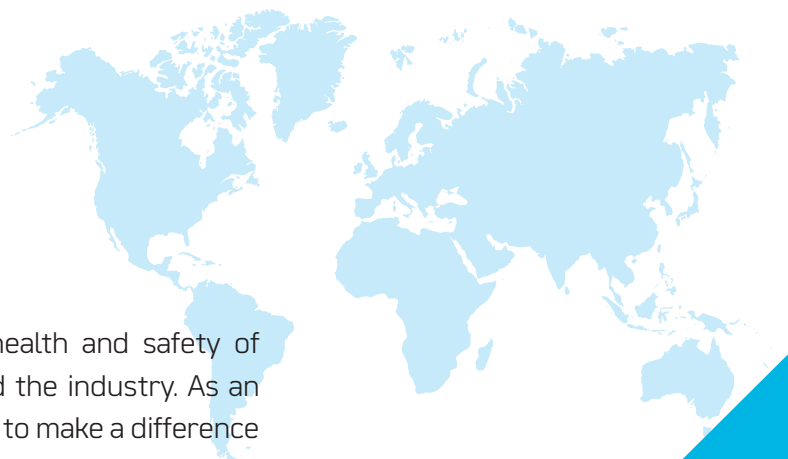 health and safety of
the industry. As an
to make a difference